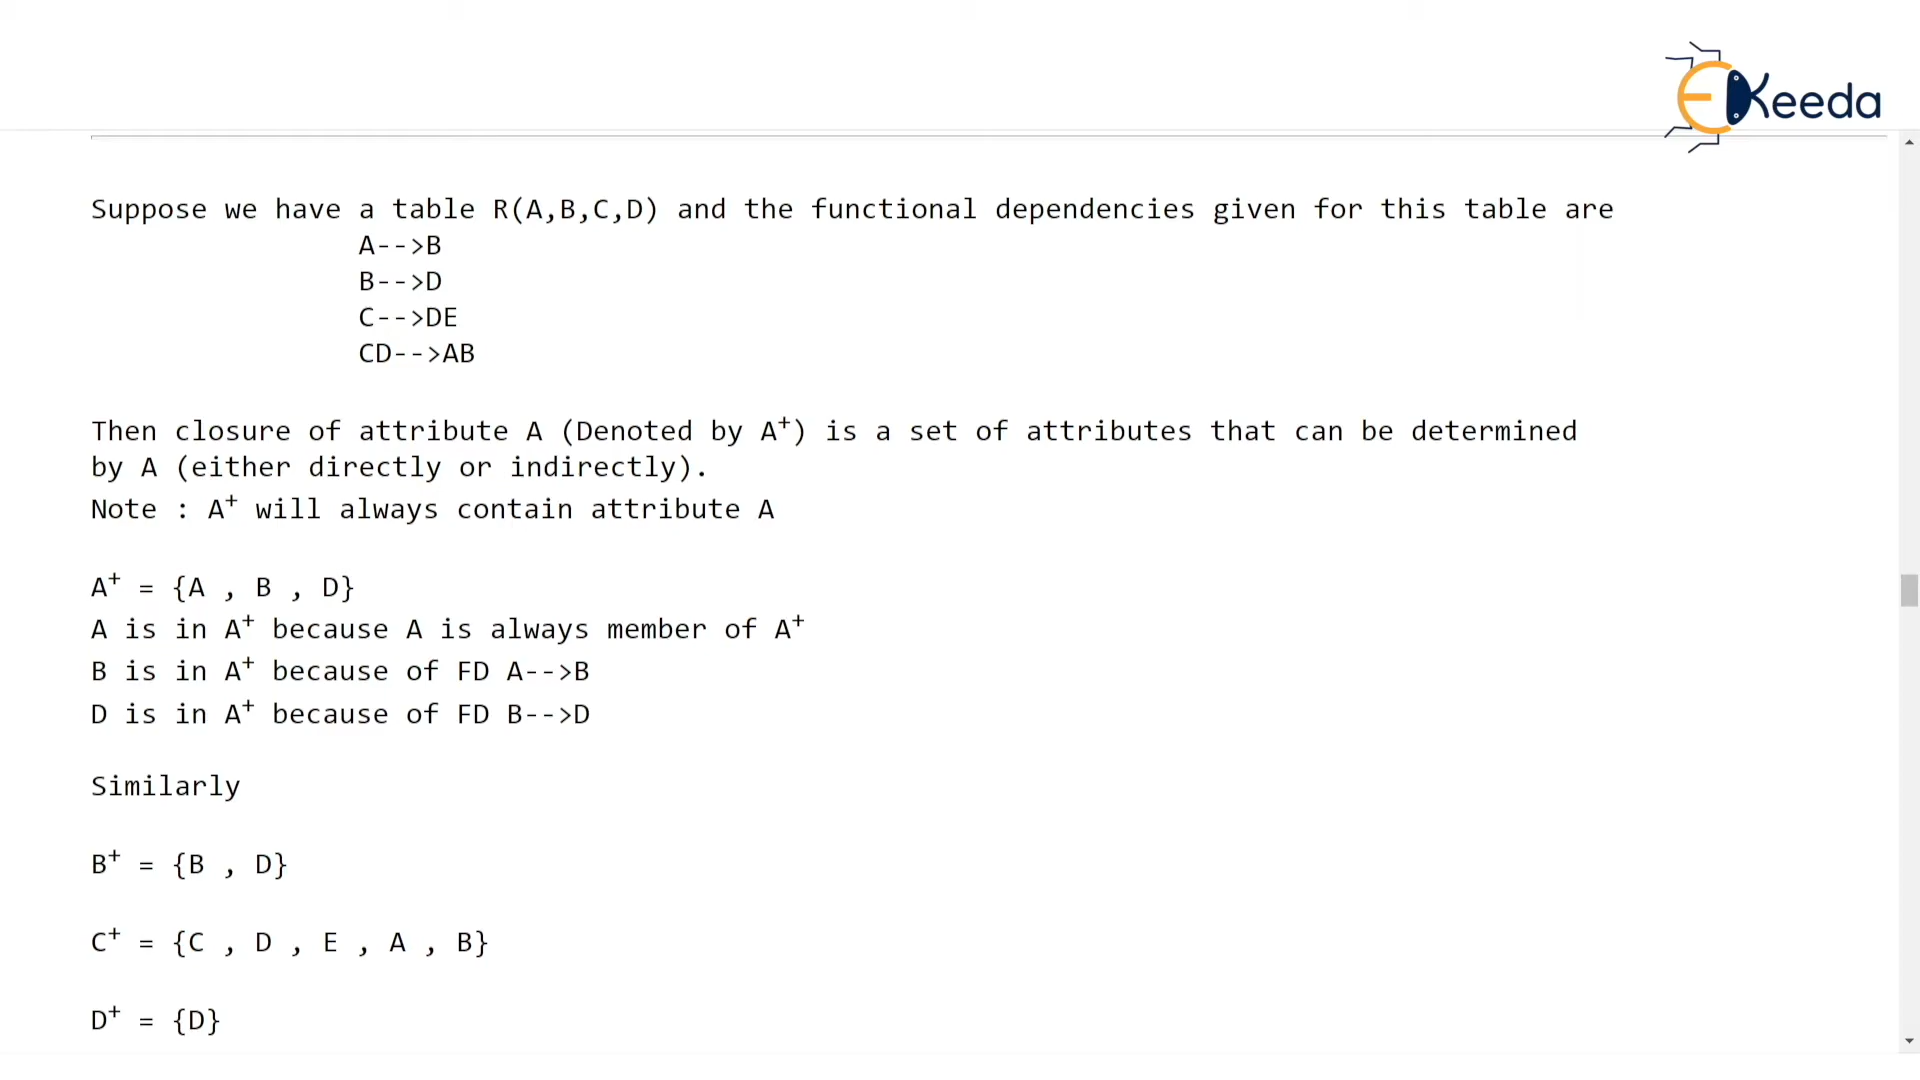 EKeeda
Suppose we have a table R(A,B,C,D) and the functional dependencies given for this table are
A-->B
B-->D
C-->DE
CD-->AB
Then closure of attribute A (Denoted by A⁺) is a set of attributes that can be determined
by A (either directly or indirectly).
Note : A⁺ will always contain attribute A
A⁺ = {A , B , D}
A is in A⁺ because A is always member of A⁺
B is in A⁺ because of FD A-->B
D is in A⁺ because of FD B-->D
Similarly
B⁺ = {B , D}
C⁺ = {C , D , E , A , B}
D⁺ = {D}